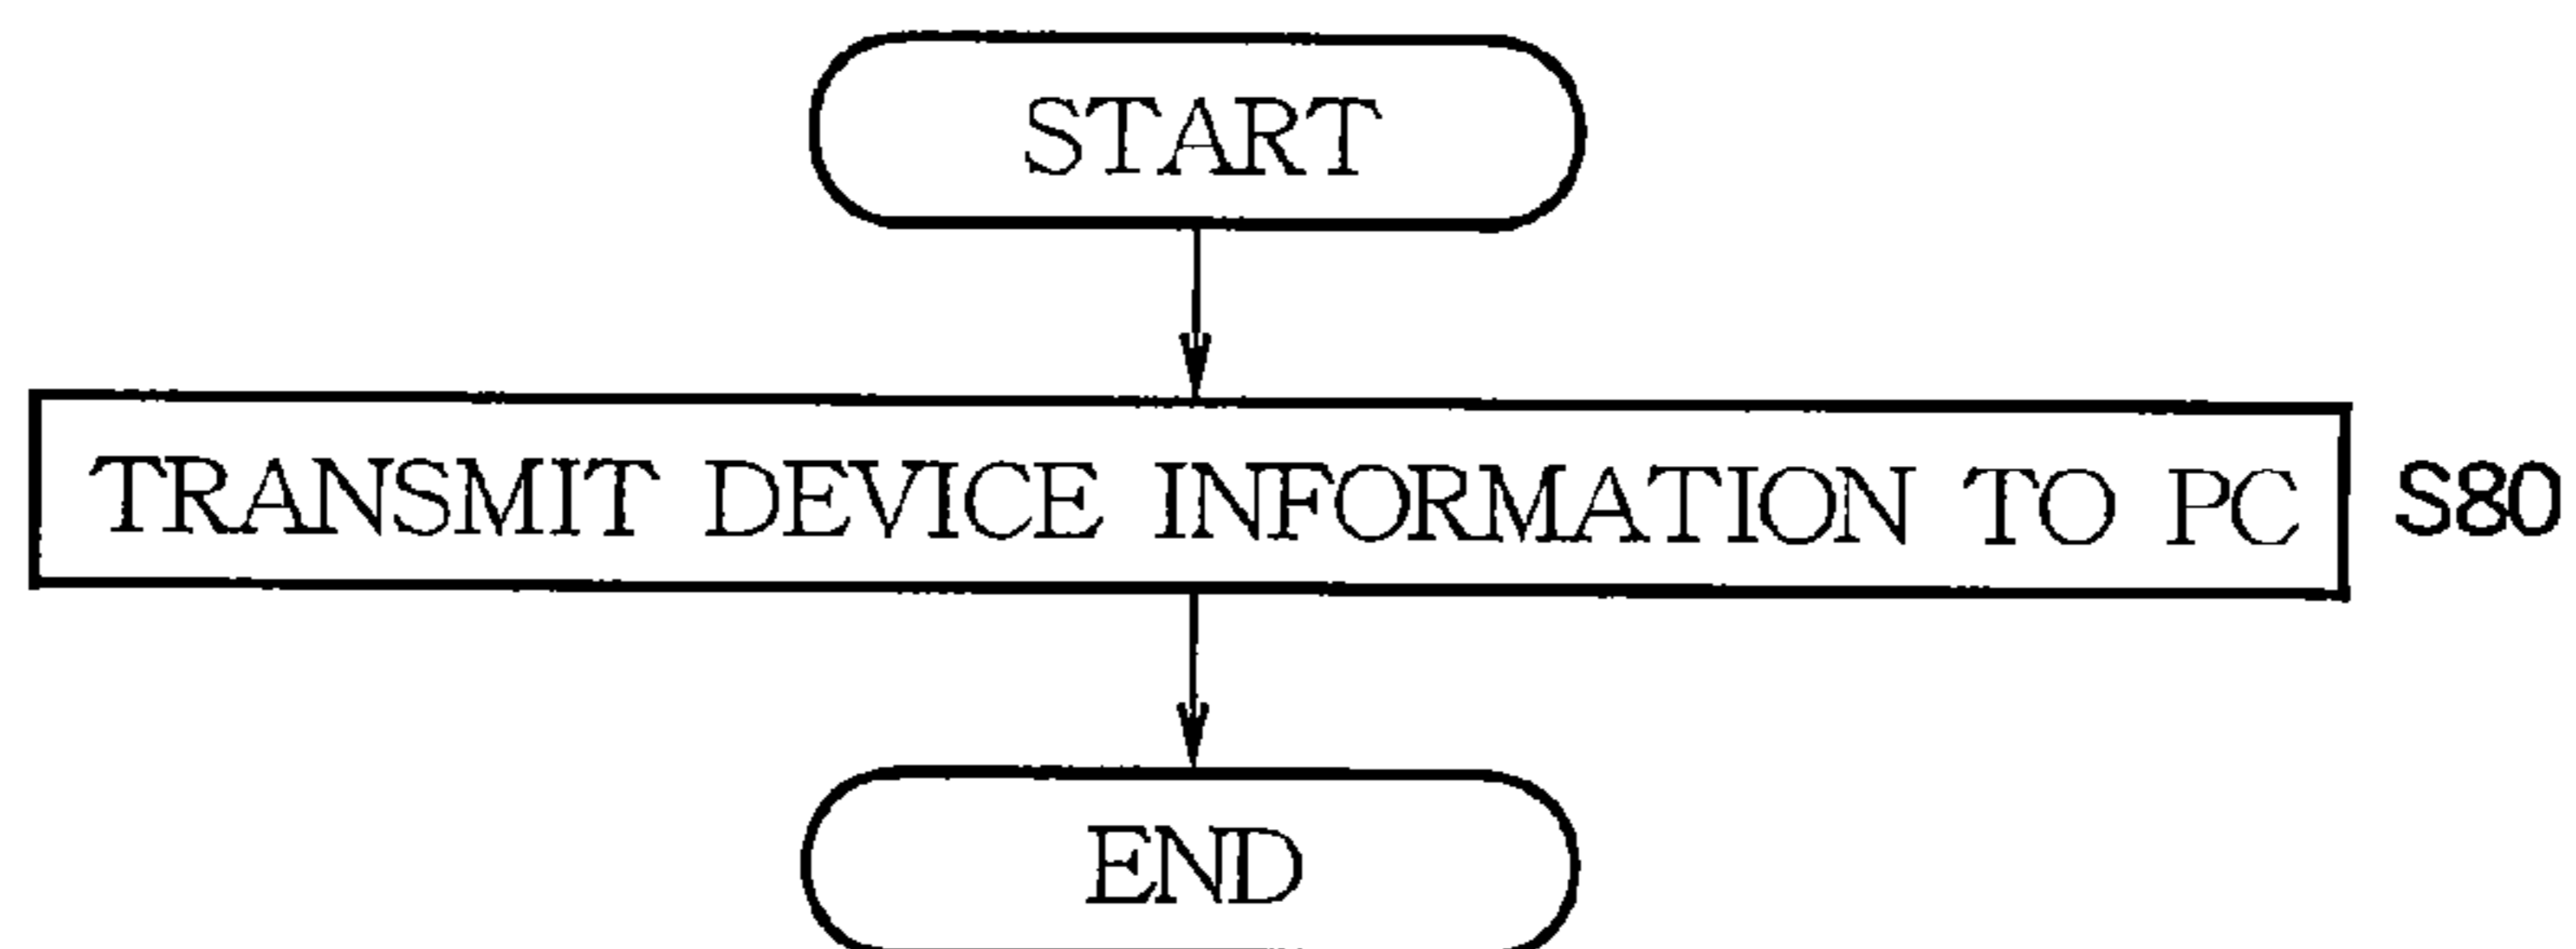 START
TRANSMIT DEVICE INFORMATION TO PC S80
END